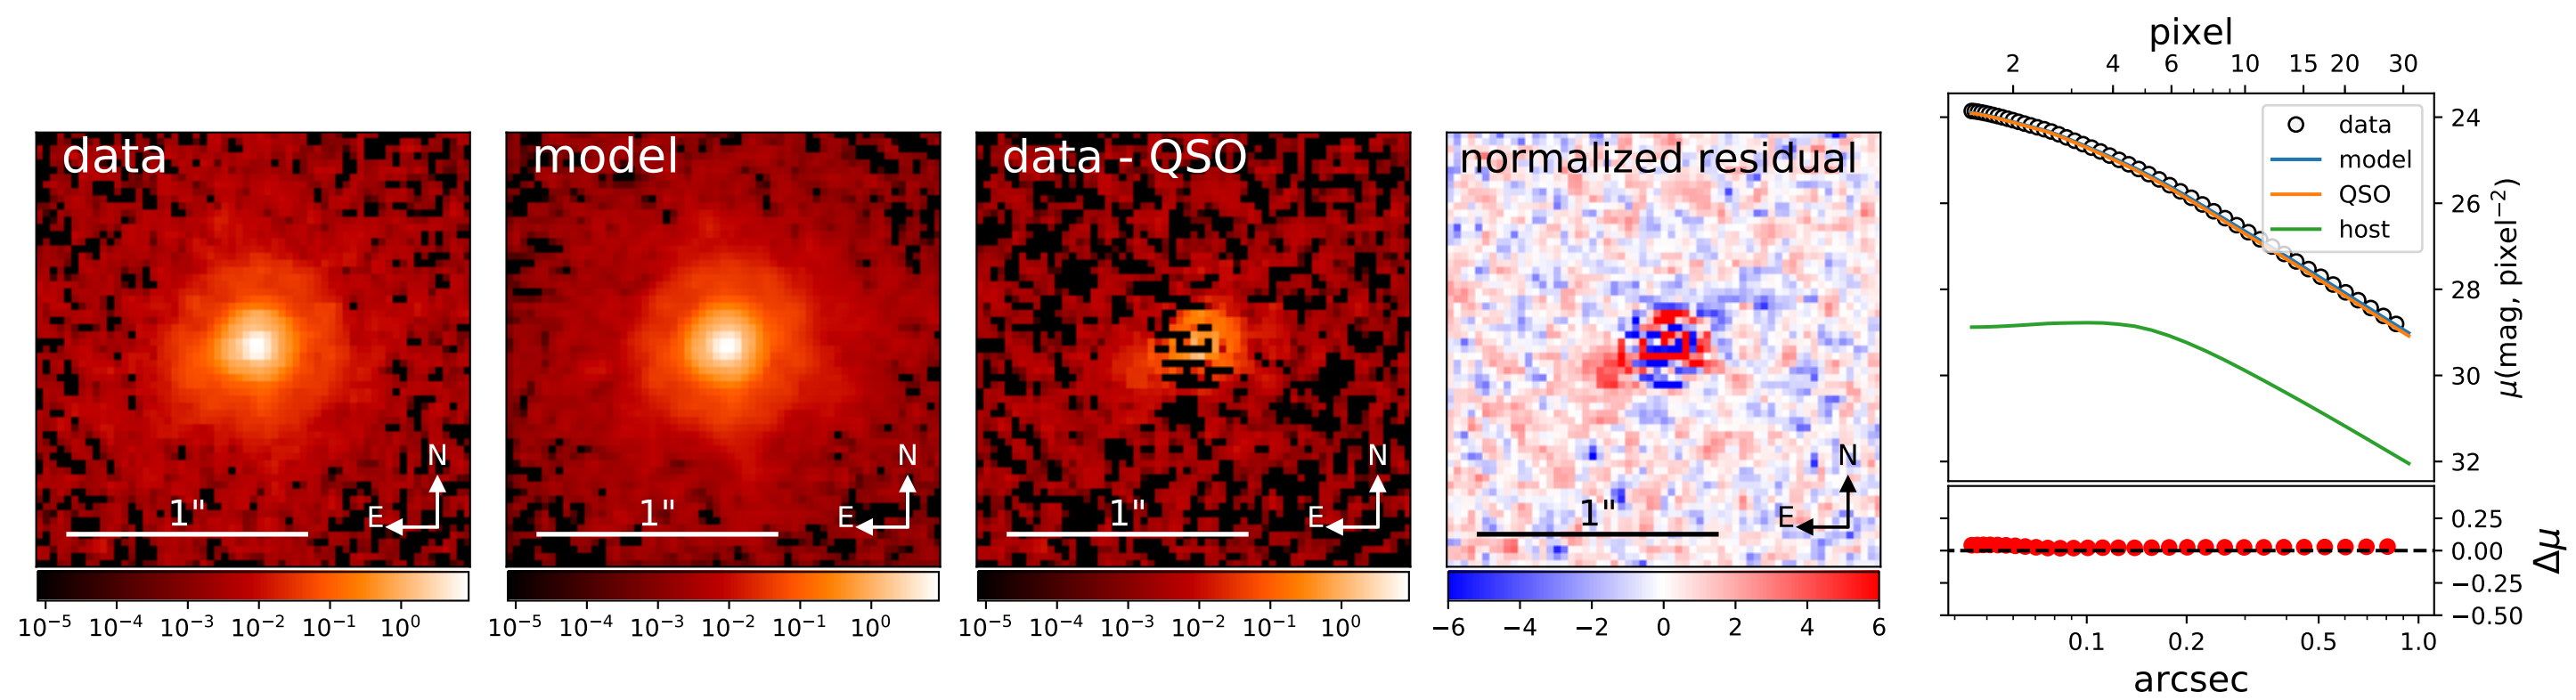 data
1"
N
E
10⁻⁵ 10⁻⁴ 10⁻³ 10⁻² 10⁻¹ 10⁰
model
1"
N
E
10⁻⁵ 10⁻⁴ 10⁻³ 10⁻² 10⁻¹ 10⁰
data - QSO
1"
N
E
10⁻⁵ 10⁻⁴ 10⁻³ 10⁻² 10⁻¹ 10⁰
normalized residual
1"
N
E
−6 −4 −2 0 2 4 6
pixel
2 4 6 10 15 20 30
data
model
QSO
host
24
26
28
30
32
μ(mag, pixel⁻²)
0.25
0.00
−0.25
−0.50
Δμ
0.1 0.2 0.5 1.0
arcsec